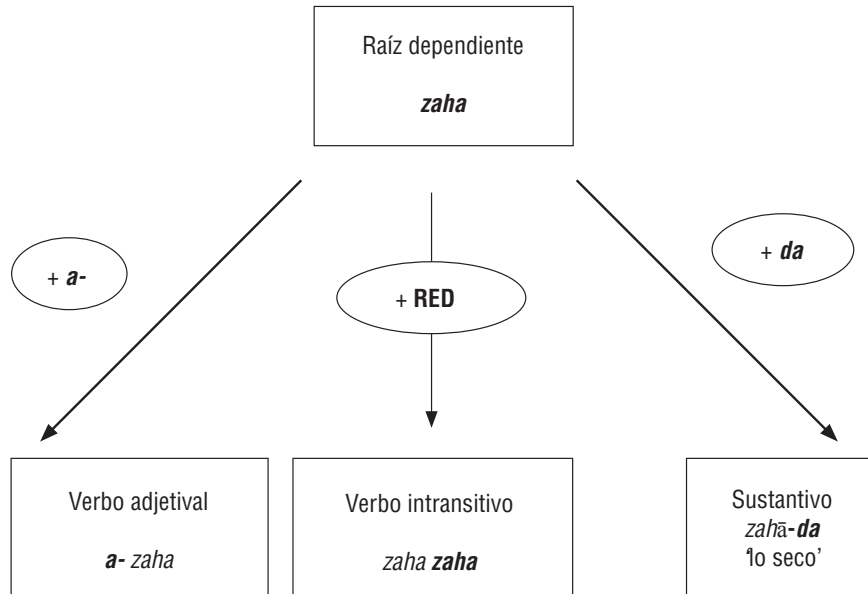 Raíz dependiente
zaha
+ a-
+ RED
+ da
Verbo adjetival
a- zaha
Verbo intransitivo
zaha zaha
Sustantivo
zahā-da
‘lo seco’